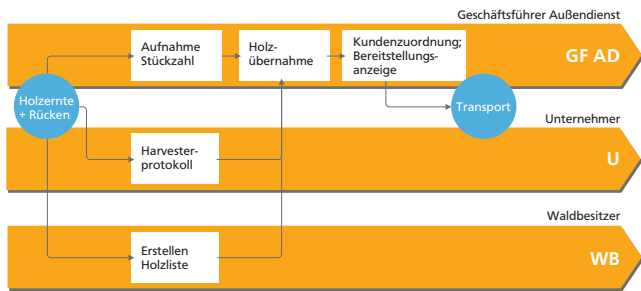 Geschäftsführer Außendienst
Aufnahme
Stückzahl
Holz-
übernahme
Kundenzuordnung;
Bereitstellungs-
anzeige
GF AD
Holzernte
+ Rücken
Transport
Unternehmer
Harvester-
protokoll
U
Waldbesitzer
Erstellen
Holzliste
WB